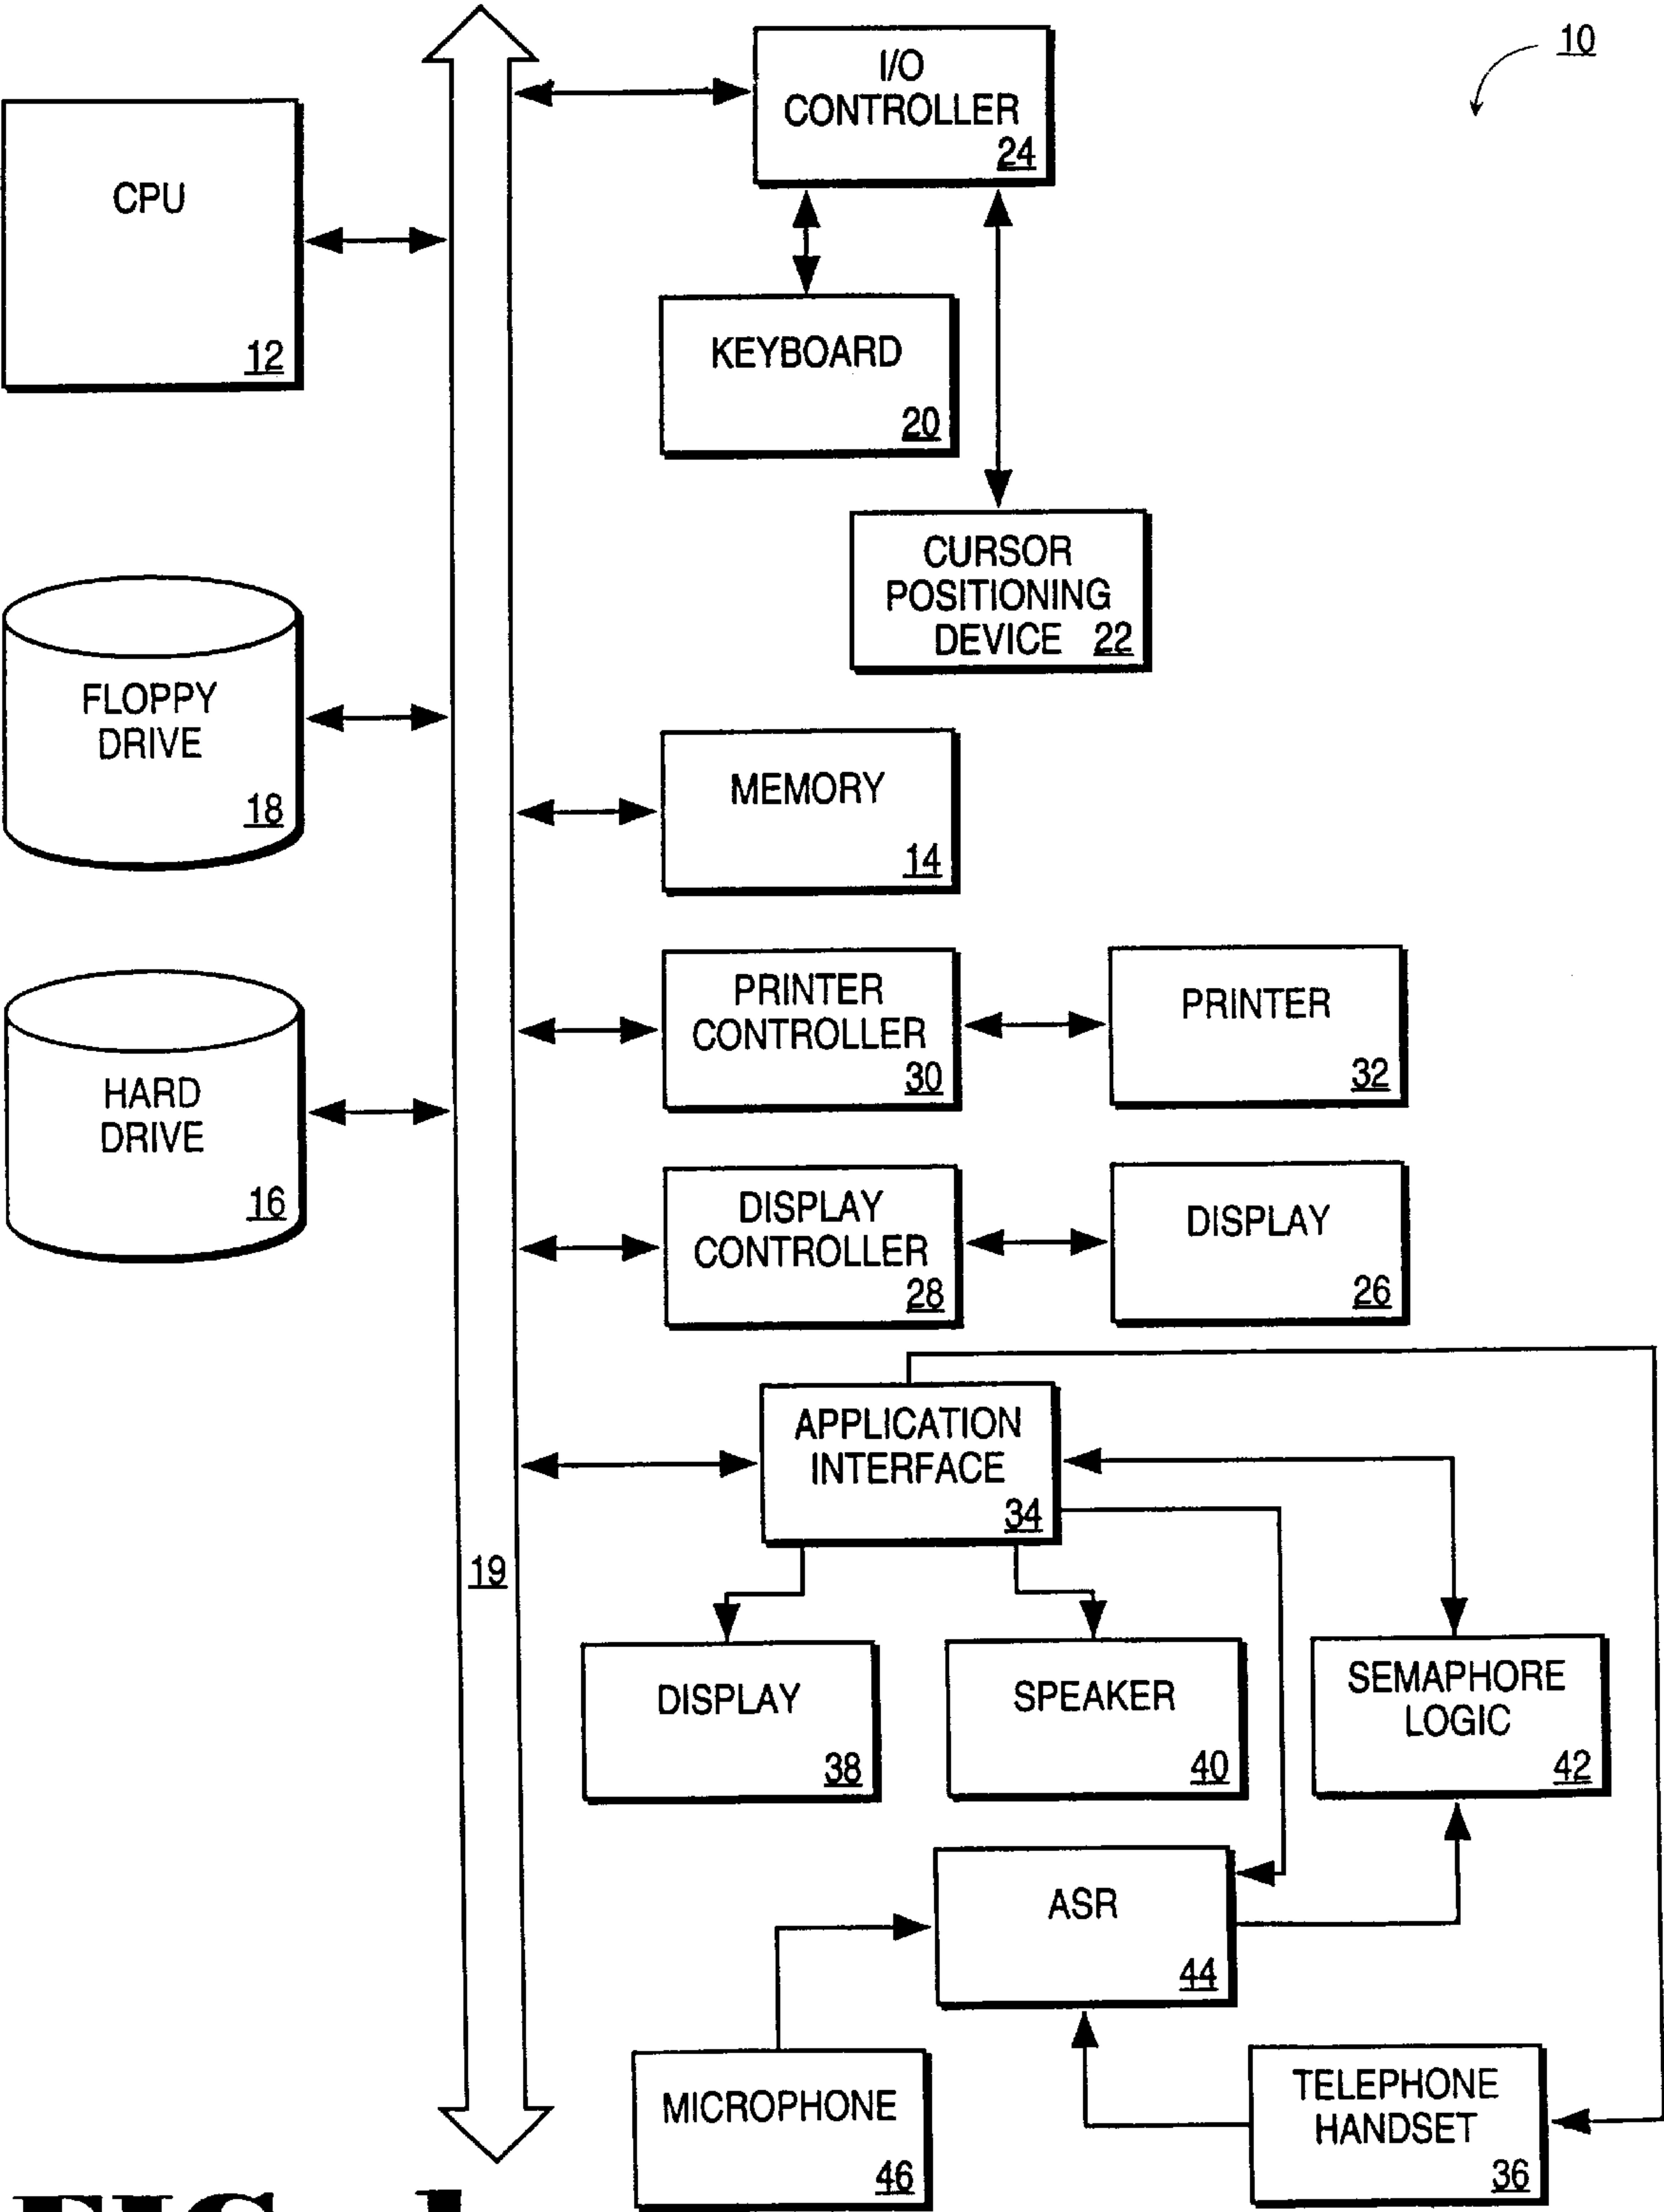 10
I/O
CONTROLLER
24
CPU
12
KEYBOARD
20
CURSOR
POSITIONING
DEVICE 22
FLOPPY
DRIVE
18
MEMORY
14
PRINTER
CONTROLLER
30
PRINTER
32
HARD
DRIVE
16
DISPLAY
CONTROLLER
28
DISPLAY
26
APPLICATION
INTERFACE
34
19
DISPLAY
38
SPEAKER
40
SEMAPHORE
LOGIC
42
ASR
44
MICROPHONE
46
TELEPHONE
HANDSET
36